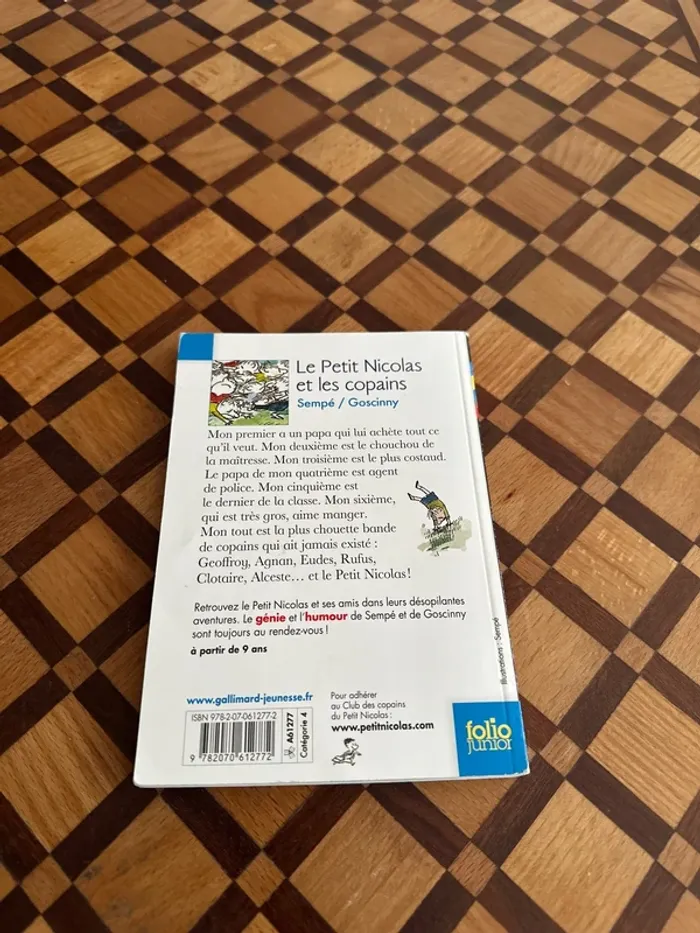 Le Petit Nicolas
et les copains
Sempé / Goscinny
Mon premier a un papa qui lui achète tout ce
qu'il veut. Mon deuxième est le chouchou de
la maîtresse. Mon troisième est le plus costaud.
Le papa de mon quatrième est agent
de police. Mon cinquième est
le dernier de la classe. Mon sixième,
qui est très gros, aime manger.
Mon tout est la plus chouette bande
de copains qui ait jamais existé :
Geoffroy, Agnan, Eudes, Rufus,
Clotaire, Alceste... et le Petit Nicolas !
Retrouvez le Petit Nicolas et ses amis dans leurs désopilantes
aventures. Le génie et l'humour de Sempé et de Goscinny
sont toujours au rendez-vous !
à partir de 9 ans
Illustrations : Sempé
www.gallimard-jeunesse.fr
ISBN 978-2-07-061277-2
9 782070 612772
A61277
Catégorie 4
Pour adhérer
au Club des copains
du Petit Nicolas :
www.petitnicolas.com
folio
junior